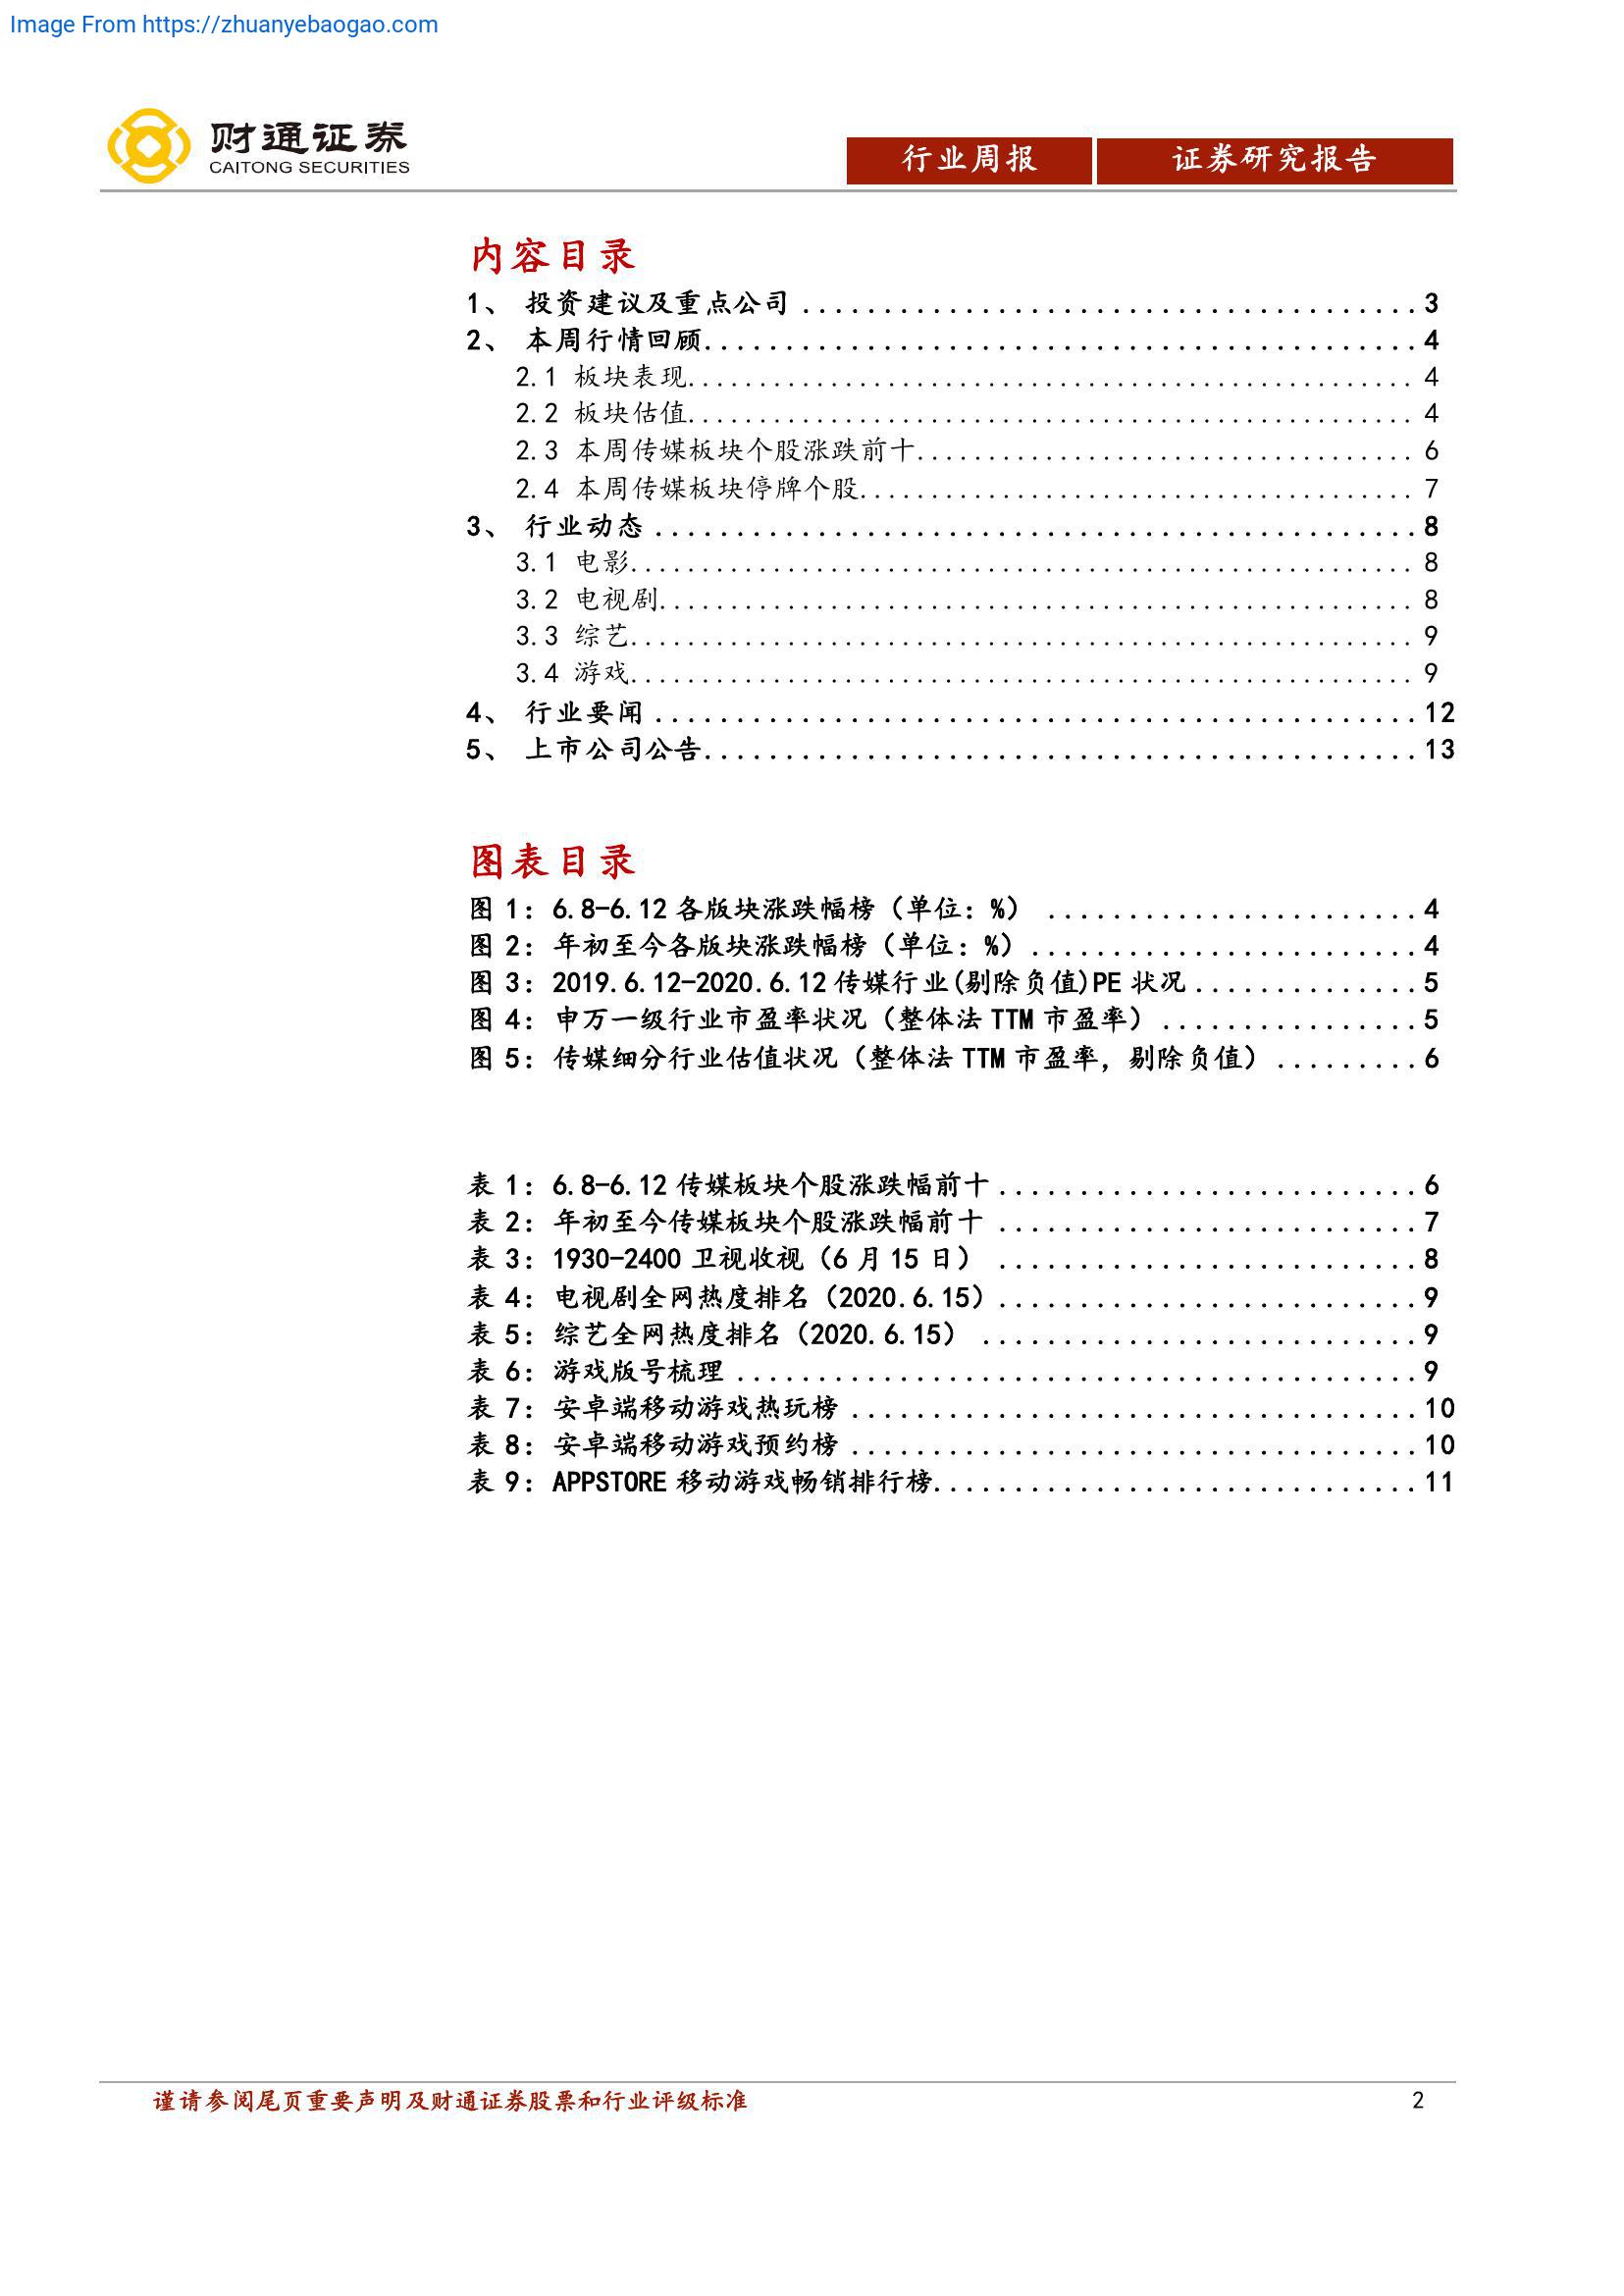 Image From https://zhuanyebaogao.com
财通证券
CAITONG SECURITIES
行业周报 证券研究报告
内容目录
1、 投资建议及重点公司 ...................................... 3
2、 本周行情回顾............................................ 4
2.1 板块表现................................................... 4
2.2 板块估值................................................... 4
2.3 本周传媒板块个股涨跌前十................................... 6
2.4 本周传媒板块停牌个股....................................... 7
3、 行业动态 ............................................... 8
3.1 电影....................................................... 8
3.2 电视剧..................................................... 8
3.3 综艺....................................................... 9
3.4 游戏....................................................... 9
4、 行业要闻 ............................................... 12
5、 上市公司公告............................................ 13
图表目录
图 1: 6.8-6.12 各版块涨跌幅榜（单位: %） ....................... 4
图 2: 年初至今各版块涨跌幅榜（单位: %）........................ 4
图 3: 2019.6.12-2020.6.12 传媒行业(剔除负值)PE 状况.............. 5
图 4: 申万一级行业市盈率状况（整体法 TTM 市盈率）................ 5
图 5: 传媒细分行业估值状况（整体法 TTM 市盈率, 剔除负值）......... 6
表 1: 6.8-6.12 传媒板块个股涨跌幅前十.......................... 6
表 2: 年初至今传媒板块个股涨跌幅前十 .......................... 7
表 3: 1930-2400 卫视收视（6 月 15 日） .......................... 8
表 4: 电视剧全网热度排名（2020.6.15）.......................... 9
表 5: 综艺全网热度排名（2020.6.15） ........................... 9
表 6: 游戏版号梳理 .......................................... 9
表 7: 安卓端移动游戏热玩榜 ................................... 10
表 8: 安卓端移动游戏预约榜 ................................... 10
表 9: APPSTORE 移动游戏畅销排行榜.............................. 11
谨请参阅尾页重要声明及财通证券股票和行业评级标准 2